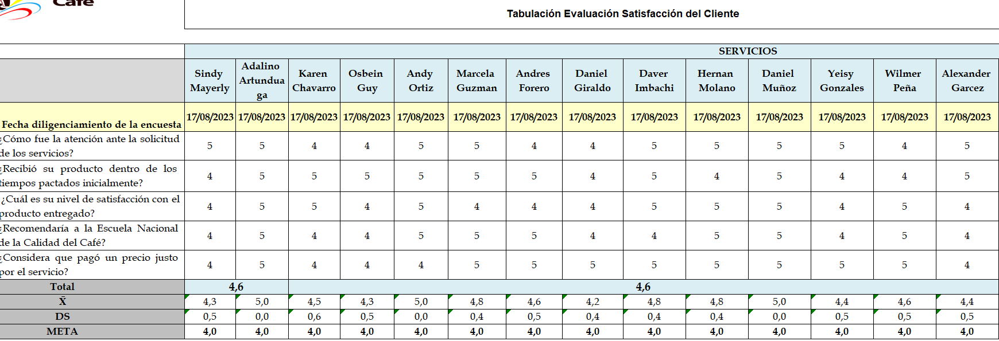 Café
Tabulación Evaluación Satisfacción del Cliente
SERVICIOS
Sindy Mayerly Adalino Artundua ga Karen Chavarro Osbein Guy Andy Ortiz Marcela Guzman Andres Forero Daniel Giraldo Daver Imbachi Hernan Molano Daniel Muñoz Yeisy Gonzales Wilmer Peña Alexander Garcez
Fecha diligenciamiento de la encuesta 17/08/2023 17/08/2023 17/08/2023 17/08/2023 17/08/2023 17/08/2023 17/08/2023 17/08/2023 17/08/2023 17/08/2023 17/08/2023 17/08/2023 17/08/2023 17/08/2023
¿Cómo fue la atención ante la solicitud
de los servicios? 5 5 4 4 5 5 4 4 5 5 5 5 4 5
¿Recibió su producto dentro de los
tiempos pactados inicialmente? 4 5 5 5 5 5 5 4 5 4 5 4 4 5
¿Cuál es su nivel de satisfacción con el
producto entregado? 4 5 5 4 5 4 4 4 5 5 5 4 5 4
¿Recomendaría a la Escuela Nacional
de la Calidad del Café? 4 5 4 4 5 5 5 4 4 5 5 4 5 4
¿Considera que pagó un precio justo
por el servicio? 4 5 4 4 4 5 5 5 5 5 5 5 5 4
Total 4,6 4,6
X̄ 4,3 5,0 4,5 4,3 5,0 4,8 4,6 4,2 4,8 4,8 5,0 4,4 4,6 4,4
DS 0,5 0,0 0,6 0,5 0,0 0,4 0,5 0,4 0,4 0,4 0,0 0,5 0,5 0,5
META 4,0 4,0 4,0 4,0 4,0 4,0 4,0 4,0 4,0 4,0 4,0 4,0 4,0 4,0